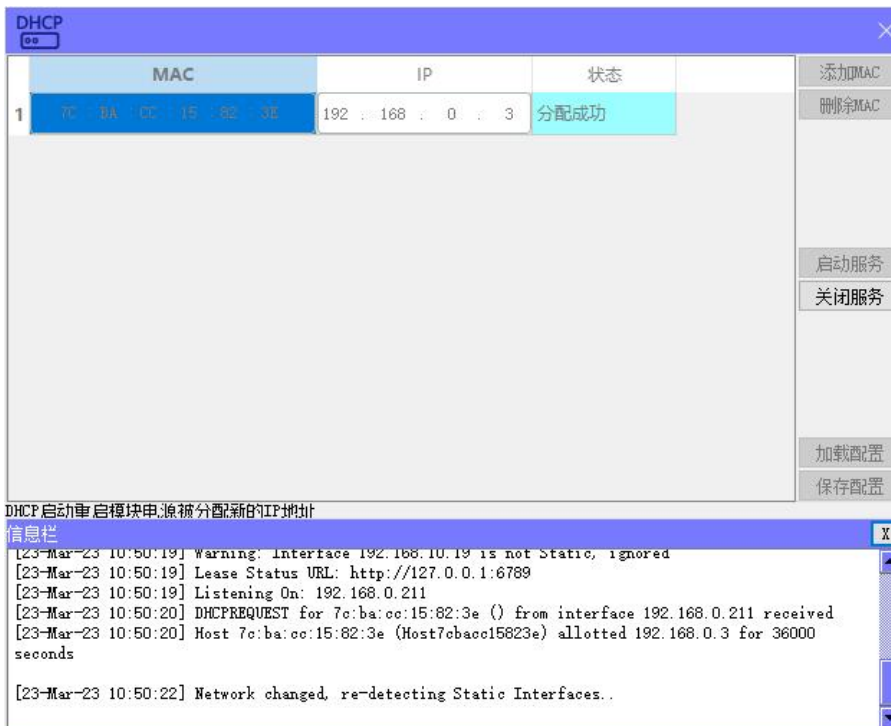 DHCP
MAC IP 状态 添加MAC
删除MAC
1 7C : BA : CC : 15 : 82 : 3E 192 . 168 . 0 . 3 分配成功
启动服务
关闭服务
加载配置
保存配置
DHCP启动重启模块电源被分配新的IP地址
信息栏 X
[23-Mar-23 10:50:19] Warning: Interface 192.168.10.19 is not Static, ignored
[23-Mar-23 10:50:19] Lease Status URL: http://127.0.0.1:6789
[23-Mar-23 10:50:19] Listening On: 192.168.0.211
[23-Mar-23 10:50:20] DHCPREQUEST for 7c:ba:cc:15:82:3e () from interface 192.168.0.211 received
[23-Mar-23 10:50:20] Host 7c:ba:cc:15:82:3e (Host7cbacc15823e) allotted 192.168.0.3 for 36000
seconds
[23-Mar-23 10:50:22] Network changed, re-detecting Static Interfaces..